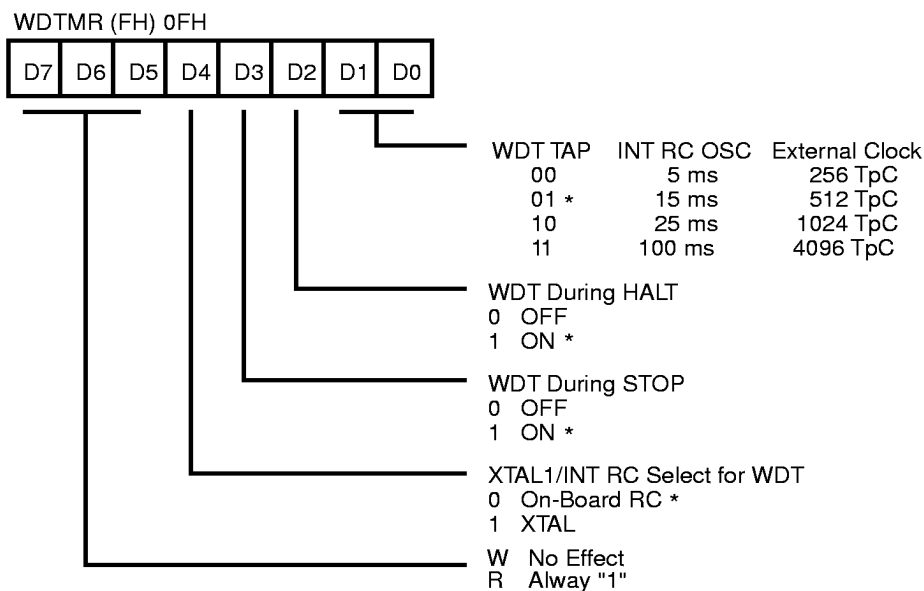 WDTMR (FH) 0FH
D7 D6 D5 D4 D3 D2 D1 D0
WDT TAP INT RC OSC External Clock
00 5 ms 256 TpC
01 * 15 ms 512 TpC
10 25 ms 1024 TpC
11 100 ms 4096 TpC
WDT During HALT
0 OFF
1 ON *
WDT During STOP
0 OFF
1 ON *
XTAL1/INT RC Select for WDT
0 On-Board RC *
1 XTAL
W No Effect
R Alway "1"